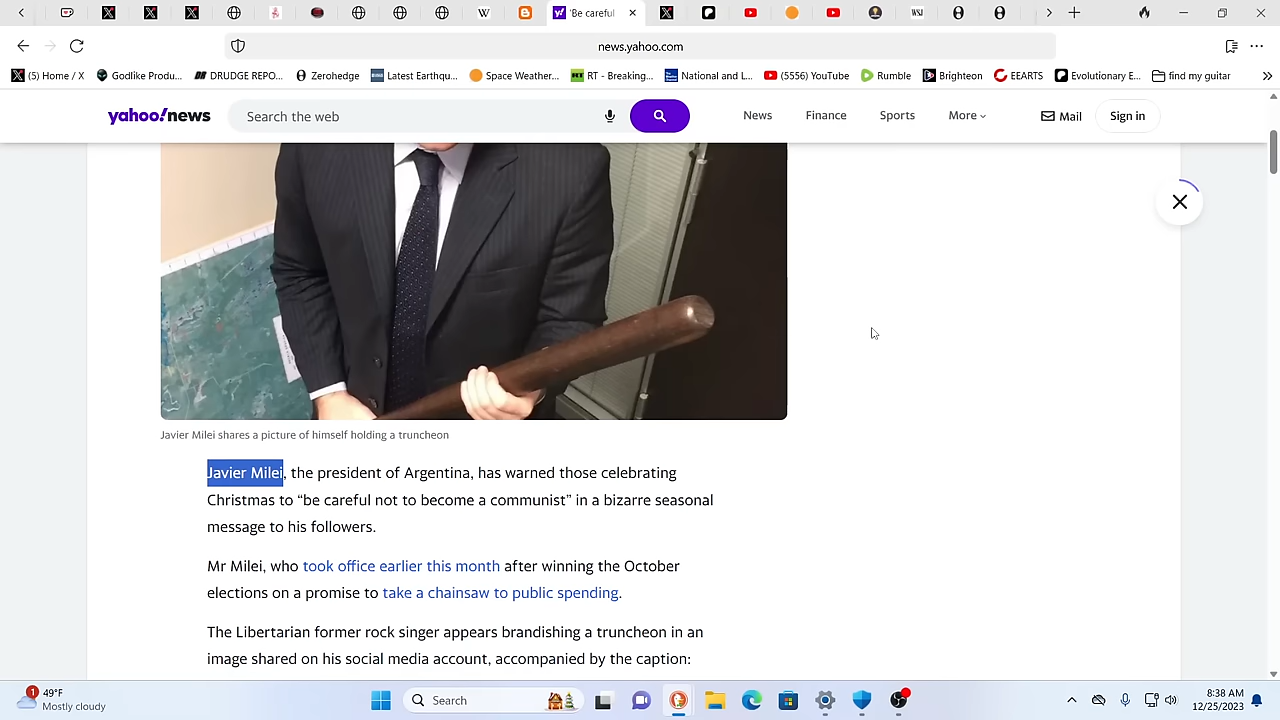 'Be careful
news.yahoo.com
(5) Home / X
Godlike Produ...
DRUDGE REPO...
Zerohedge
Latest Earthqu...
Space Weather...
RT - Breaking...
National and L...
(5556) YouTube
Rumble
Brighteon
EEARTS
Evolutionary E...
find my guitar
yahoo!news
Search the web
News
Finance
Sports
More
Mail
Sign in
Javier Milei shares a picture of himself holding a truncheon
Javier Milei, the president of Argentina, has warned those celebrating
Christmas to “be careful not to become a communist” in a bizarre seasonal
message to his followers.
Mr Milei, who took office earlier this month after winning the October
elections on a promise to take a chainsaw to public spending.
The Libertarian former rock singer appears brandishing a truncheon in an
image shared on his social media account, accompanied by the caption:
1
49°F
Mostly cloudy
Search
8:38 AM
12/25/2023